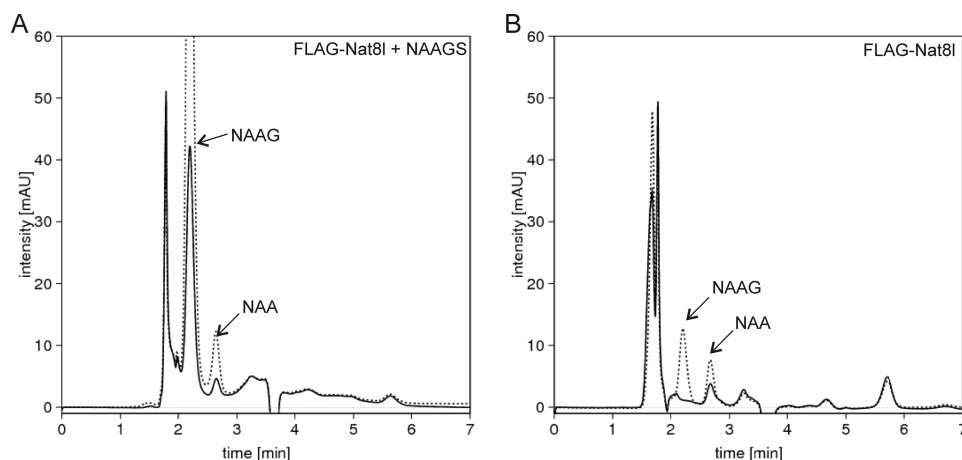 A
FLAG-Nat8l + NAAGS
60
50
40
30
20
10
0
intensity [mAU]
NAAG
NAA
0 1 2 3 4 5 6 7
time [min]
B
FLAG-Nat8l
60
50
40
30
20
10
0
intensity [mAU]
NAAG
NAA
0 1 2 3 4 5 6 7
time [min]